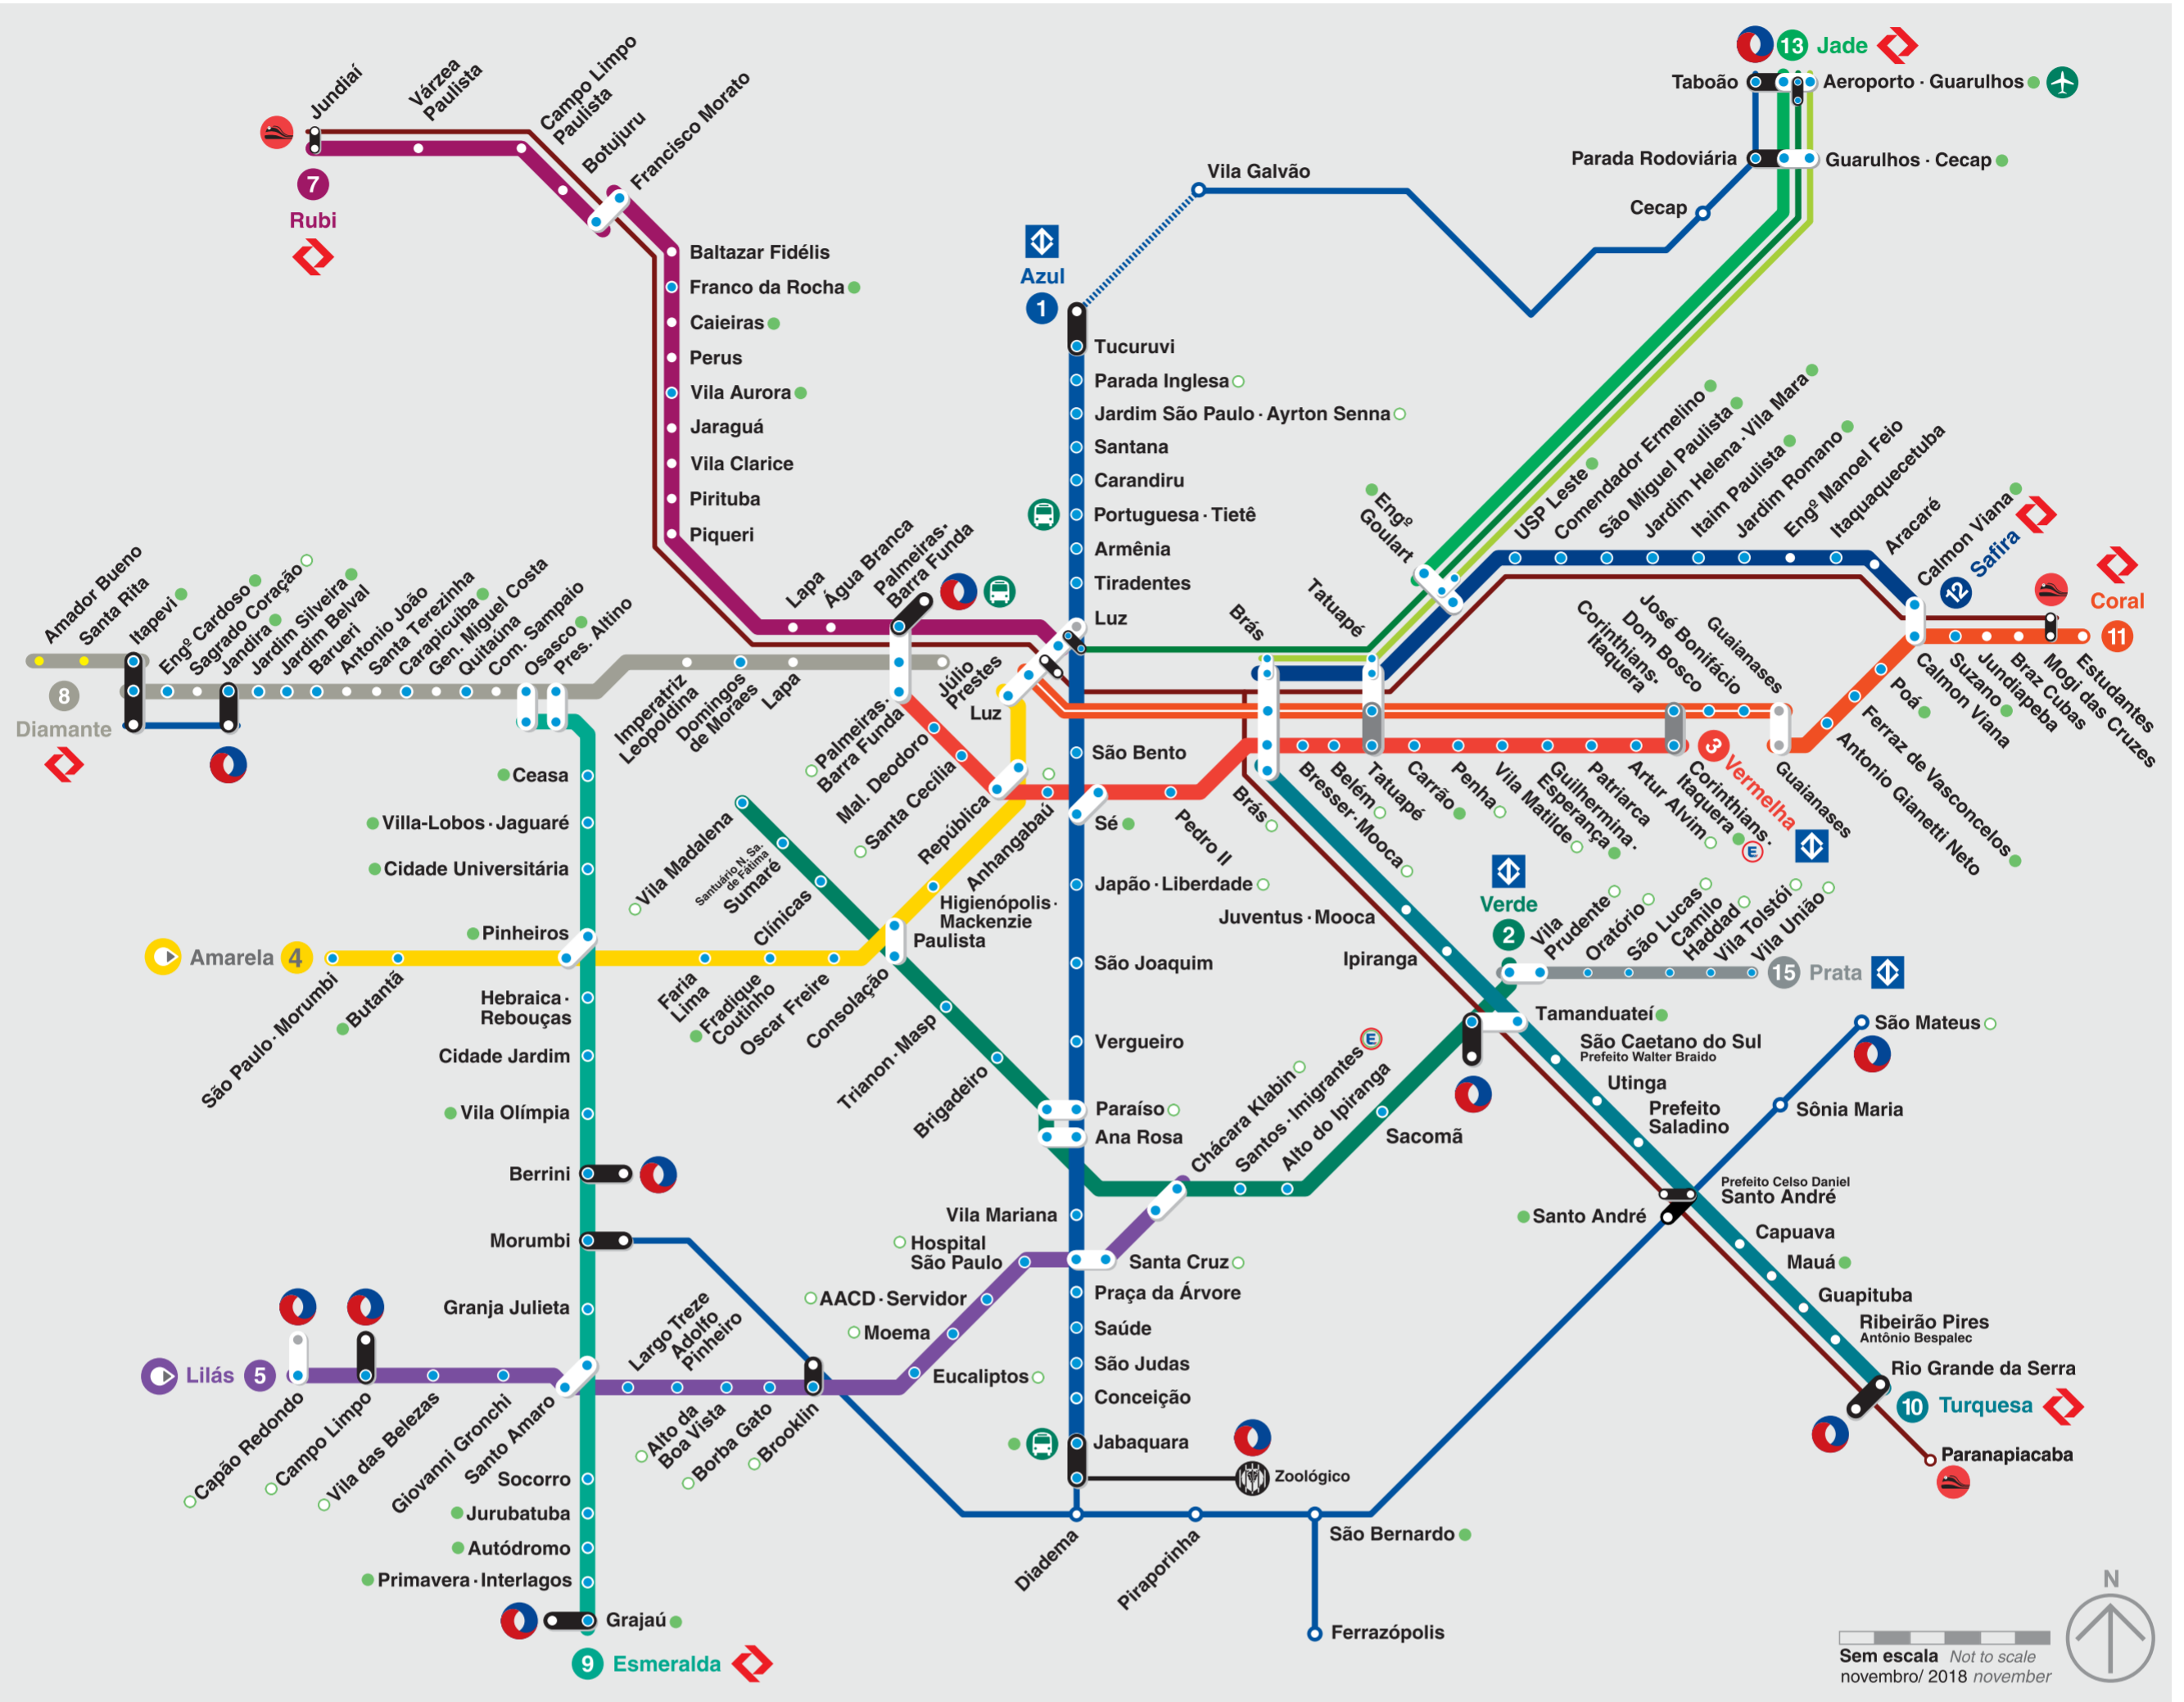 13 Jade
Taboão
Aeroporto · Guarulhos
Parada Rodoviária
Guarulhos · Cecap
Cecap
Vila Galvão
Jundiaí
Várzea
Paulista
Campo Limpo
Paulista
Botujuru
Francisco Morato
7
Rubi
Baltazar Fidélis
Franco da Rocha
Caieiras
Perus
Vila Aurora
Jaraguá
Vila Clarice
Pirituba
Piqueri
Lapa
Água Branca
Palmeiras·
Barra Funda
Azul
1
Tucuruvi
Parada Inglesa
Jardim São Paulo · Ayrton Senna
Santana
Carandiru
Portuguesa · Tietê
Armênia
Tiradentes
Luz
Brás
Tatuapé
Engº
Goulart
USP Leste
Comendador Ermelino
São Miguel Paulista
Jardim Helena · Vila Mara
Itaim Paulista
Jardim Romano
Engº Manoel Feio
Itaquaquecetuba
Aracaré
Calmon Viana
12 Safira
Coral
11
Amador Bueno
Santa Rita
Itapevi
Engº Cardoso
Sagrado Coração
Jandira
Jardim Silveira
Jardim Belval
Barueri
Antonio João
Santa Terezinha
Carapicuíba
Gen. Miguel Costa
Quitaúna
Com. Sampaio
Osasco
Pres. Altino
8
Diamante
Imperatriz
Leopoldina
Domingos
de Moraes
Lapa
Júlio
Prestes
Luz
Corinthians·
Itaquera
Dom Bosco
José Bonifácio
Guaianases
Calmon Viana
Suzano
Jundiapeba
Braz Cubas
Mogi das Cruzes
Estudantes
Poá
Ferraz de Vasconcelos
Antonio Gianetti Neto
Guaianases
Palmeiras·
Barra Funda
Mal. Deodoro
Santa Cecília
República
Anhangabaú
São Bento
Sé
Pedro II
Brás
Bresser · Mooca
Belém
Tatuapé
Carrão
Penha
Vila Matilde
Guilhermina ·
Esperança
Patriarca
Artur Alvim
Corinthians·
Itaquera
E
3 Vermelha
Ceasa
Villa-Lobos · Jaguaré
Cidade Universitária
Pinheiros
Hebraica ·
Rebouças
Cidade Jardim
Vila Olímpia
Berrini
Morumbi
Granja Julieta
Vila Madalena
Santuário N. Sa.
de Fátima
Sumaré
Clínicas
Higienópolis·
Mackenzie
Paulista
Consolação
Trianon · Masp
Brigadeiro
Amarela 4
São Paulo · Morumbi
Butantã
Faria
Lima
Fradique
Coutinho
Oscar Freire
Japão · Liberdade
São Joaquim
Vergueiro
Paraíso
Ana Rosa
Vila Mariana
Santa Cruz
Praça da Árvore
Saúde
São Judas
Conceição
Jabaquara
Chácara Klabin
Santos · Imigrantes
E
Alto do Ipiranga
Sacomã
Juventus · Mooca
Ipiranga
Verde
2
Vila
Prudente
Oratório
São Lucas
Camilo
Haddad
Vila Tolstói
Vila União
15 Prata
Tamanduateí
São Caetano do Sul
Prefeito Walter Braido
Utinga
Prefeito
Saladino
São Mateus
Sônia Maria
Prefeito Celso Daniel
Santo André
Santo André
Capuava
Mauá
Guapituba
Ribeirão Pires
Antônio Bespalec
Rio Grande da Serra
10 Turquesa
Paranapiacaba
Hospital
São Paulo
AACD · Servidor
Moema
Eucaliptos
Lilás 5
Capão Redondo
Campo Limpo
Vila das Belezas
Giovanni Gronchi
Santo Amaro
Largo Treze
Adolfo
Pinheiro
Alto da
Boa Vista
Borba Gato
Brooklin
Socorro
Jurubatuba
Autódromo
Primavera · Interlagos
Grajaú
9 Esmeralda
Zoológico
Diadema
Piraporinha
São Bernardo
Ferrazópolis
N
Sem escala Not to scale
novembro/ 2018 november